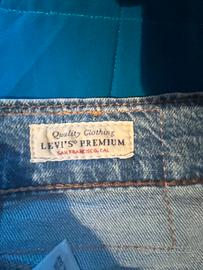 Quality Clothing
LEVI'S® PREMIUM
SAN FRANCISCO, CAL